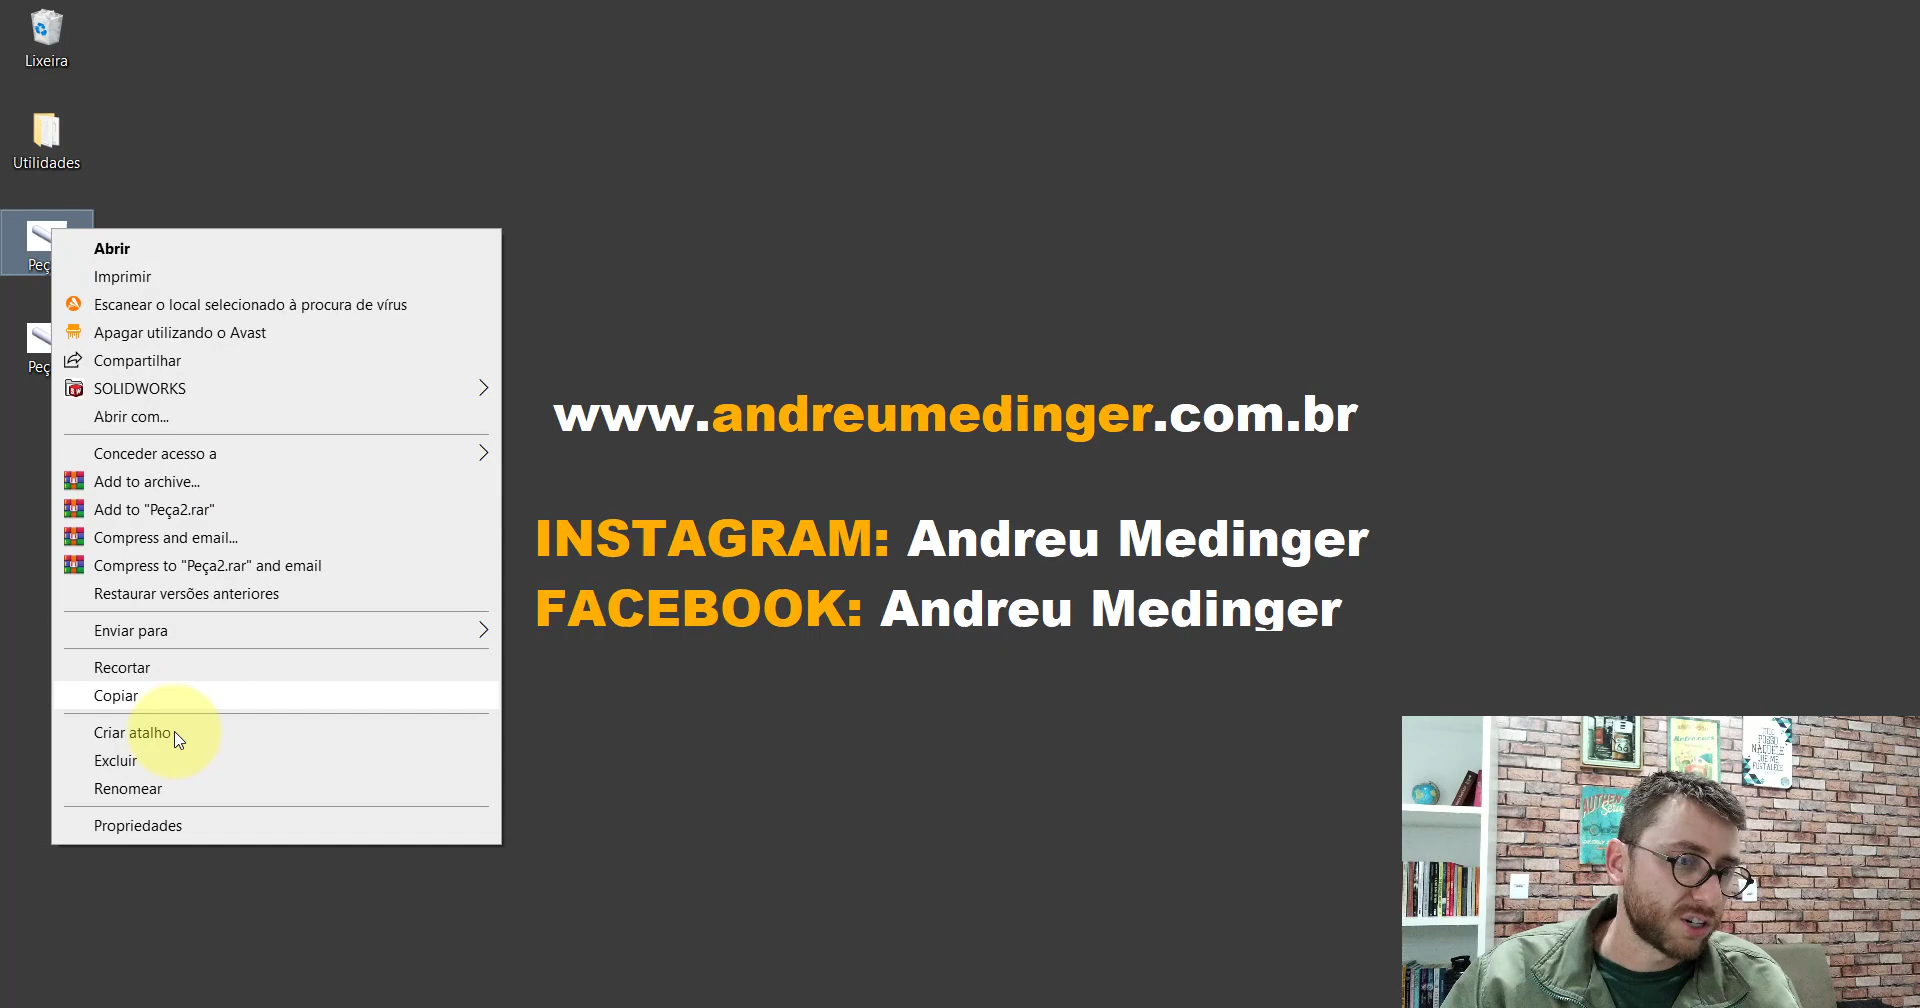 Lixeira
Utilidades
Abrir
Imprimir
Escanear o local selecionado à procura de vírus
Apagar utilizando o Avast
Compartilhar
SOLIDWORKS
Abrir com...
Conceder acesso a
Add to archive...
Add to "Peça2.rar"
Compress and email...
Compress to "Peça2.rar" and email
Restaurar versões anteriores
Enviar para
Recortar
Copiar
Criar atalho
Excluir
Renomear
Propriedades
www.andreumedinger.com.br
INSTAGRAM: Andreu Medinger
FACEBOOK: Andreu Medinger
NAQUELE